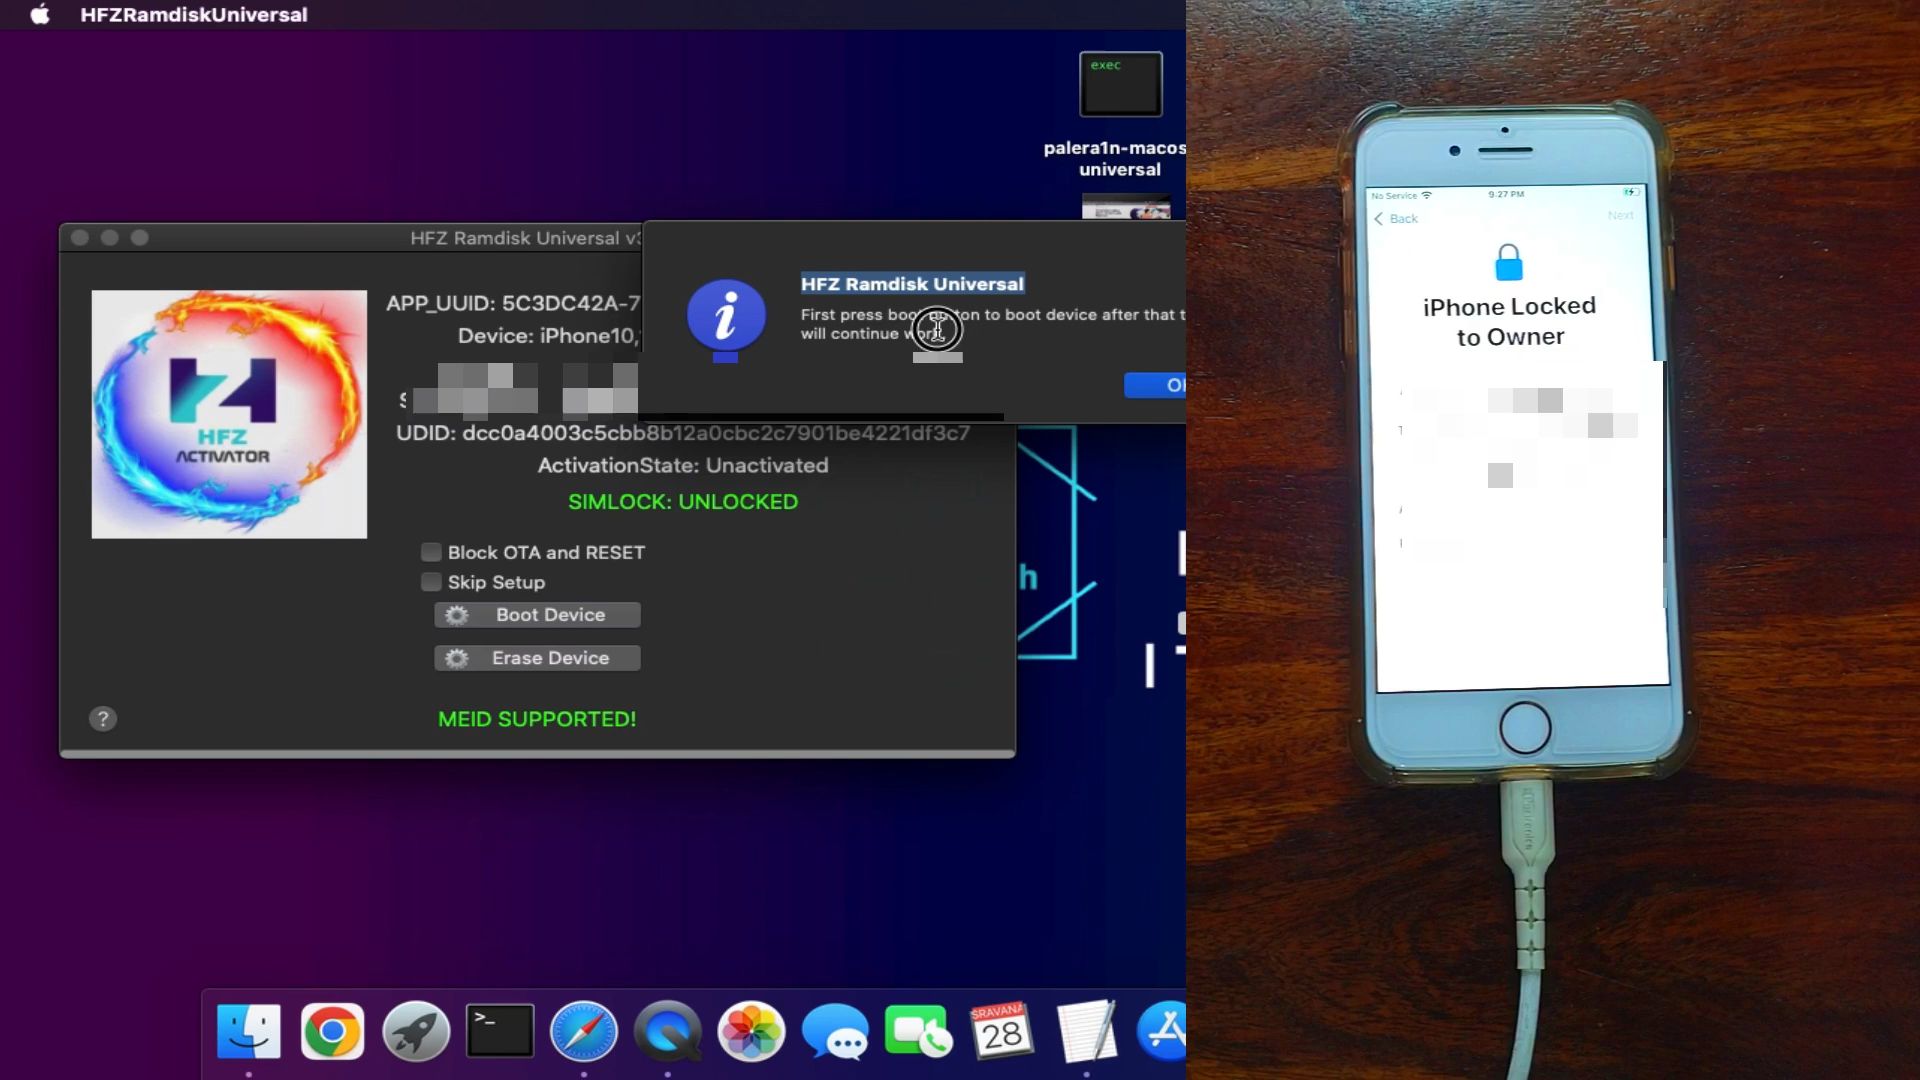 HFZRamdiskUniversal
exec
palera1n-macos
universal
HFZ Ramdisk Universal v3
HFZ
ACTIVATOR
APP_UUID: 5C3DC42A-7
Device: iPhone10,
HFZ Ramdisk Universal
First press boo to boot device after that t
will continue
UDID: dcc0a4003c5cbb8b12a0cbc2c7901be4221df3c7
ActivationState: Unactivated
SIMLOCK: UNLOCKED
Block OTA and RESET
Skip Setup
Boot Device
Erase Device
?
MEID SUPPORTED!
h
SRAVANA
28
No Service
9:27 PM
Back
Next
iPhone Locked
to Owner